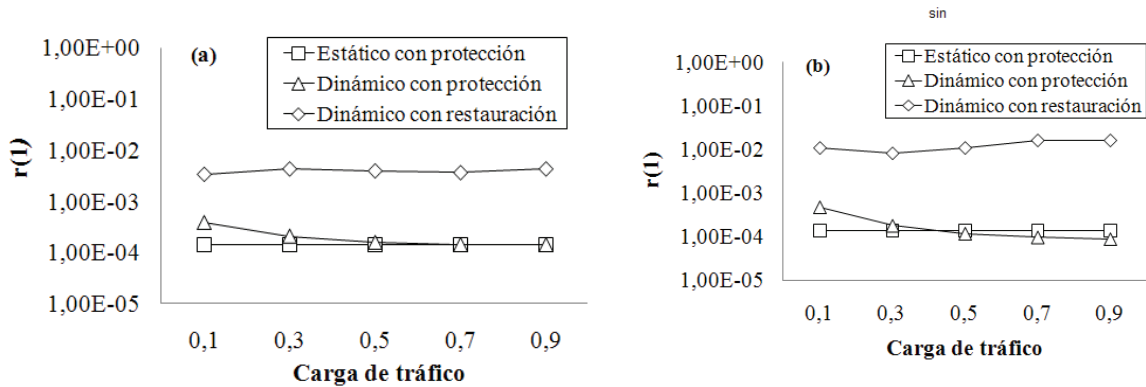 (a)
Estático con protección
Dinámico con protección
Dinámico con restauración
1,00E+00
1,00E-01
1,00E-02
1,00E-03
1,00E-04
1,00E-05
r(1)
0,1 0,3 0,5 0,7 0,9
Carga de tráfico
sin
(b)
Estático con protección
Dinámico con protección
Dinámico con restauración
1,00E+00
1,00E-01
1,00E-02
1,00E-03
1,00E-04
1,00E-05
r(1)
0,1 0,3 0,5 0,7 0,9
Carga de tráfico